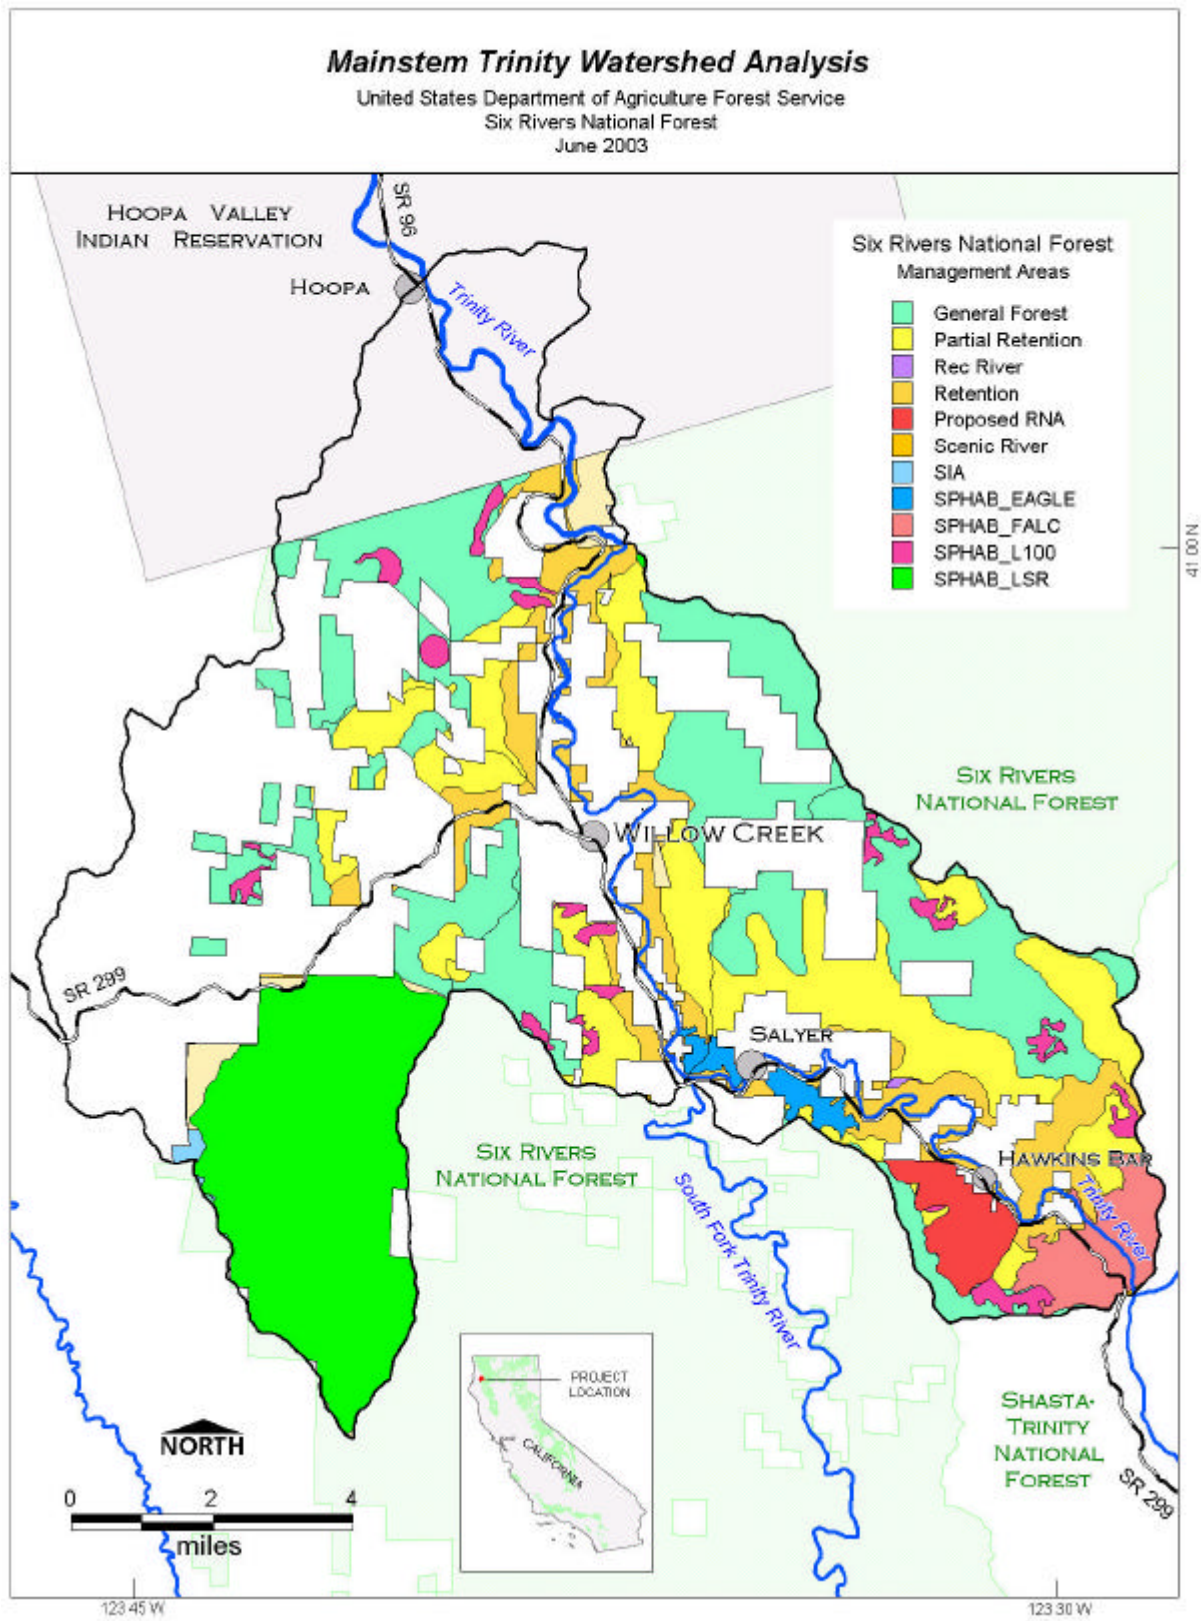 Mainstem Trinity Watershed Analysis
United States Department of Agriculture Forest Service
Six Rivers National Forest
June 2003
HOOPA VALLEY
INDIAN RESERVATION
SR 96
HOOPA
Trinity River
Six Rivers National Forest
Management Areas
General Forest
Partial Retention
Rec River
Retention
Proposed RNA
Scenic River
SIA
SPHAB_EAGLE
SPHAB_FALC
SPHAB_L100
SPHAB_LSR
41 00 N
SIX RIVERS
NATIONAL FOREST
WILLOW CREEK
SR 299
SALYER
SIX RIVERS
NATIONAL FOREST
HAWKINS BAR
Trinity River
South Fork Trinity River
PROJECT
LOCATION
CALIFORNIA
SHASTA-
TRINITY
NATIONAL
FOREST
SR 299
NORTH
0 2 4
miles
123 45 W
123 30 W